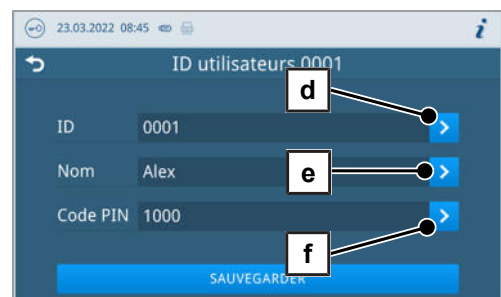 23.03.2022 08:45
i
ID utilisateurs 0001
d
ID 0001
Nom Alex
e
Code PIN 1000
f
SAUVEGARDER